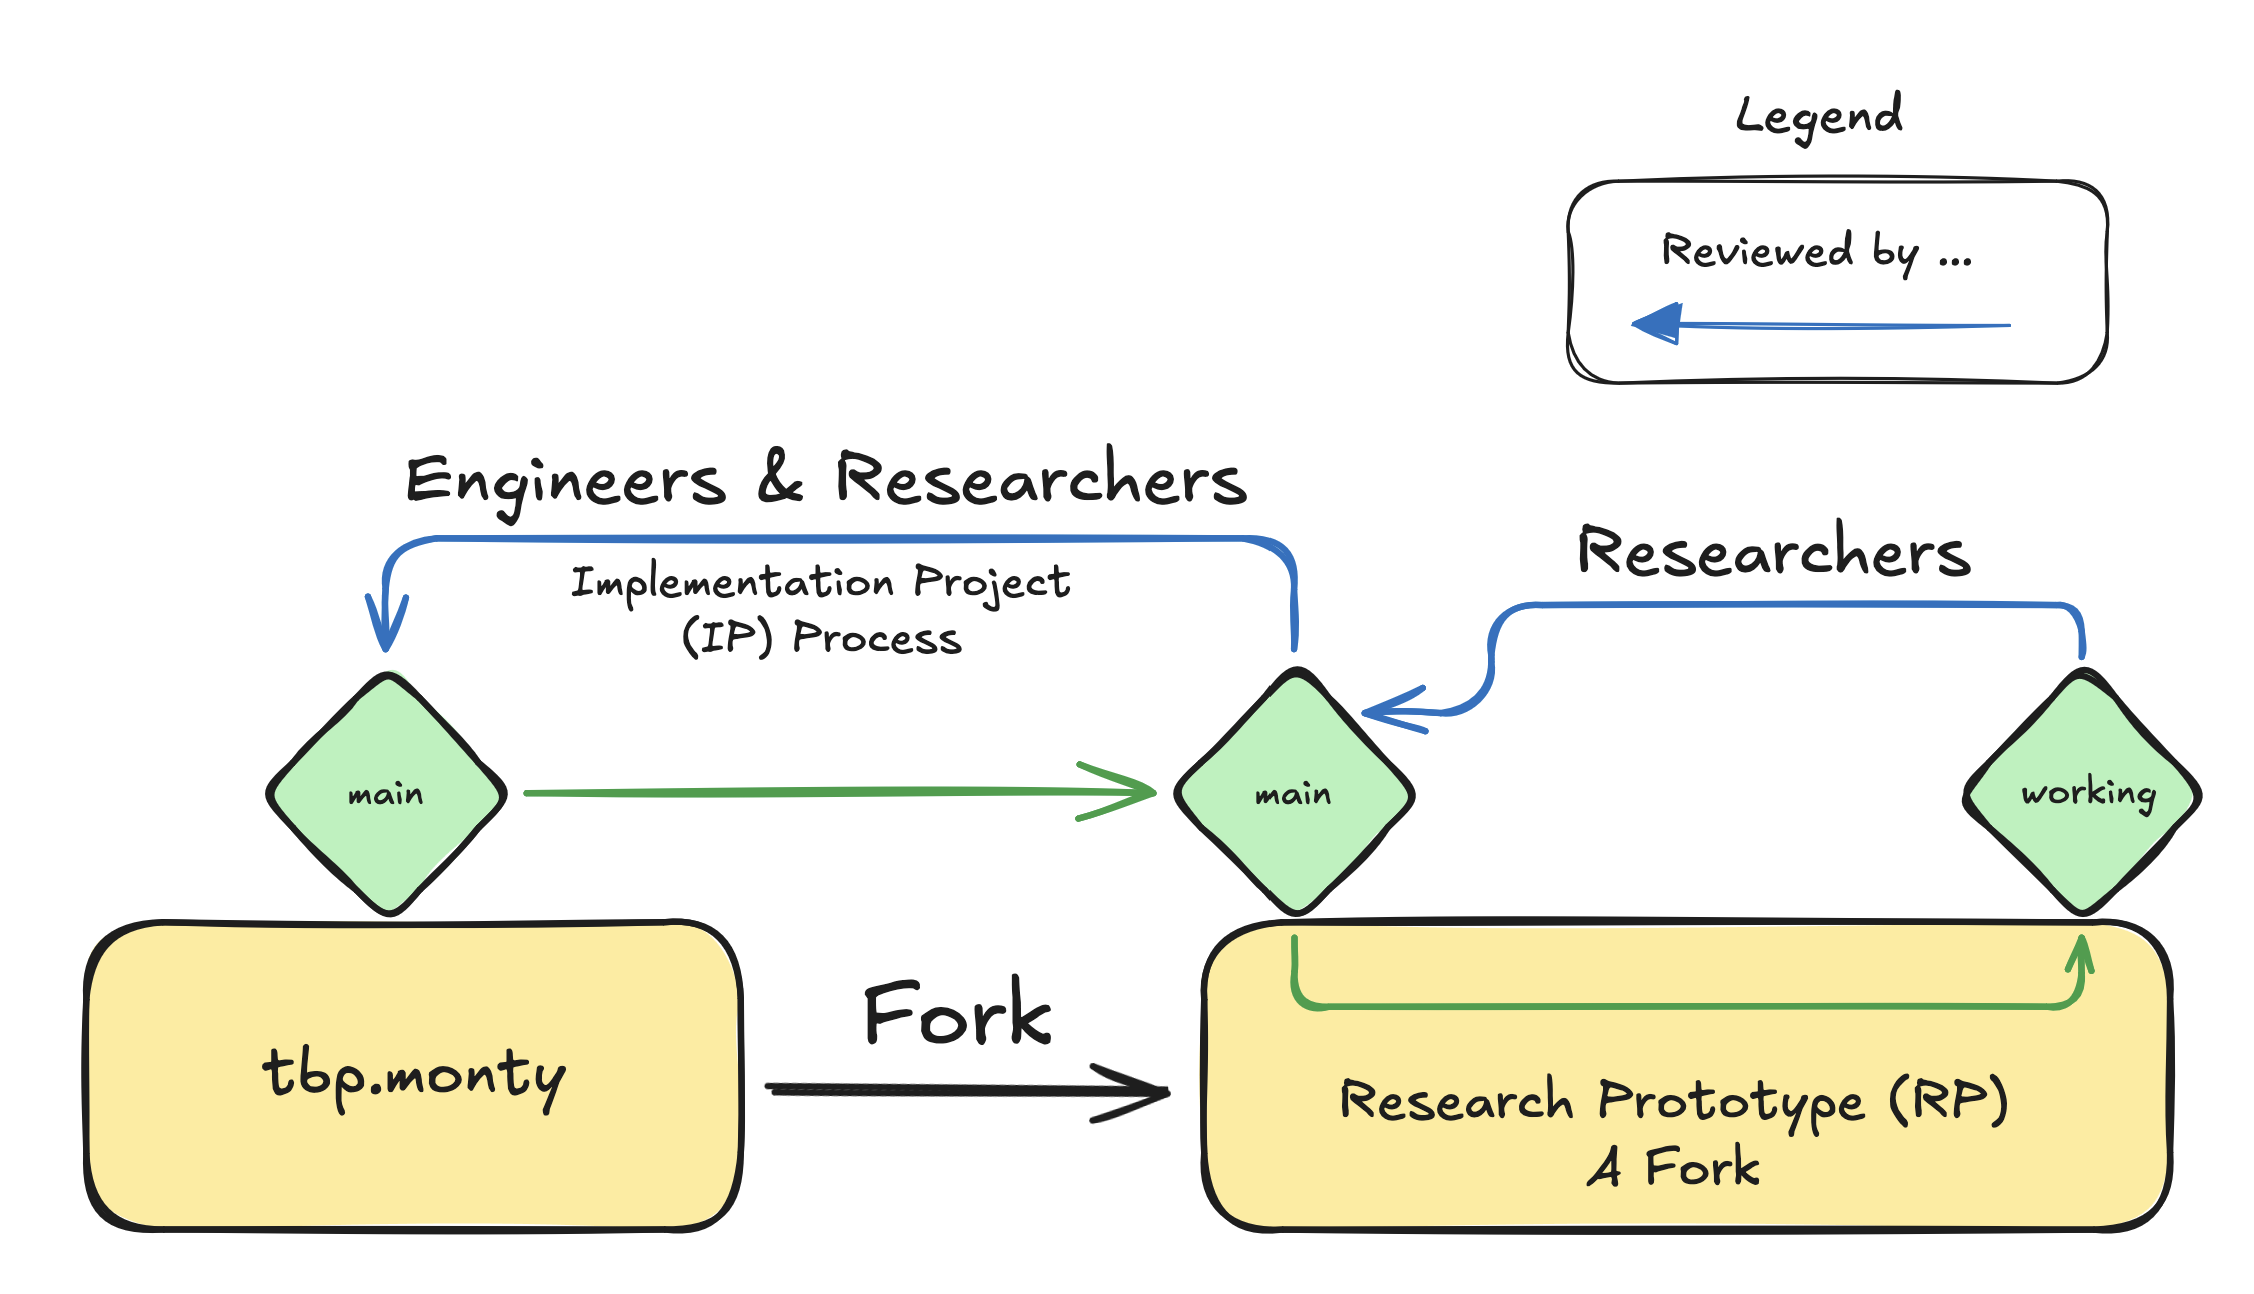 Legend
Reviewed by ...
Engineers & Researchers
Implementation Project
(IP) Process
Researchers
main
main
working
Fork
tbp.monty
Research Prototype (RP)
A Fork